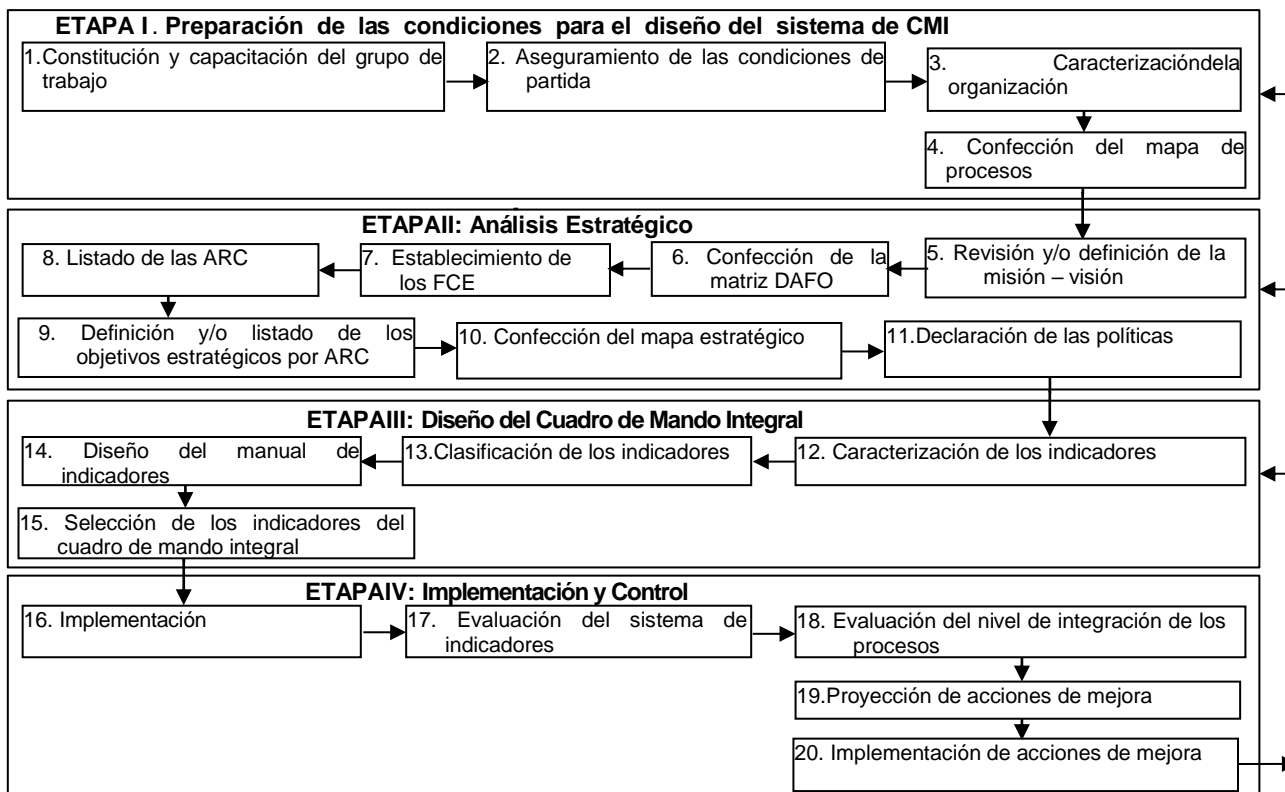 ETAPA I. Preparación de las condiciones para el diseño del sistema de CMI
1.Constitución y capacitación del grupo de
trabajo
2. Aseguramiento de las condiciones de
partida
3. Caracterizacióndela
organización
4. Confección del mapa de
procesos
ETAPAII: Análisis Estratégico
8. Listado de las ARC
7. Establecimiento de
los FCE
6. Confección de la
matriz DAFO
5. Revisión y/o definición de la
misión – visión
9. Definición y/o listado de los
objetivos estratégicos por ARC
10. Confección del mapa estratégico
11.Declaración de las políticas
ETAPAIII: Diseño del Cuadro de Mando Integral
14. Diseño del manual de
indicadores
13.Clasificación de los indicadores
12. Caracterización de los indicadores
15. Selección de los indicadores del
cuadro de mando integral
ETAPAIV: Implementación y Control
16. Implementación
17. Evaluación del sistema de
indicadores
18. Evaluación del nivel de integración de los
procesos
19.Proyección de acciones de mejora
20. Implementación de acciones de mejora